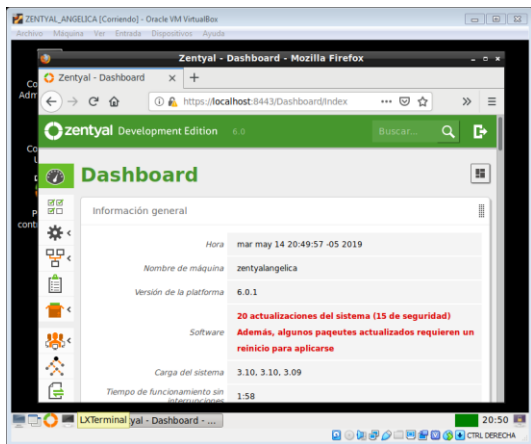 ZENTYAL_ANGELICA [Corriendo] - Oracle VM VirtualBox
Archivo Máquina Ver Entrada Dispositivos Ayuda
Zentyal - Dashboard - Mozilla Firefox
Zentyal - Dashboard
https://localhost:8443/Dashboard/Index
zentyal Development Edition 6.0
Buscar...
Dashboard
Información general
Hora mar may 14 20:49:57 -05 2019
Nombre de máquina zentyalangelica
Versión de la plataforma 6.0.1
20 actualizaciones del sistema (15 de seguridad)
Software Además, algunos paqeutes actualizados requieren un
reinicio para aplicarse
Carga del sistema 3.10, 3.10, 3.09
Tiempo de funcionamiento sin 1:58
interrupciones
LXTerminal yal - Dashboard - ...
20:50
CTRL DERECHA